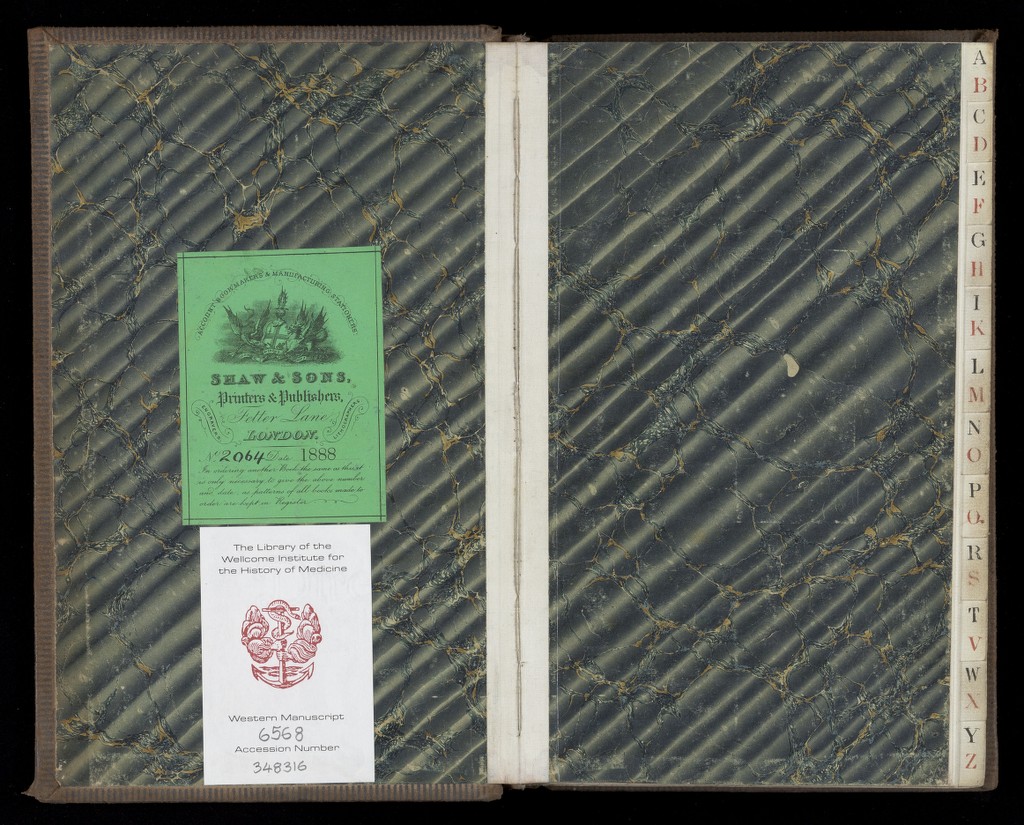 ACCOUNT BOOK MAKERS & MANUFACTURING STATIONERS
SHAW & SONS,
Printers & Publishers,
Fetter Lane
LONDON.
ENGRAVERS
LITHOGRAPHERS
No. 2064 Date 1888
In ordering another Book the same as this, it
is only necessary to give the above number
and date, as patterns of all books made to
order are kept in Register
The Library of the
Wellcome Institute for
the History of Medicine
Western Manuscript
6568
Accession Number
348316
A
B
C
D
E
F
G
H
I
K
L
M
N
O
P
Q.
R
S
T
V
W
X
Y
Z